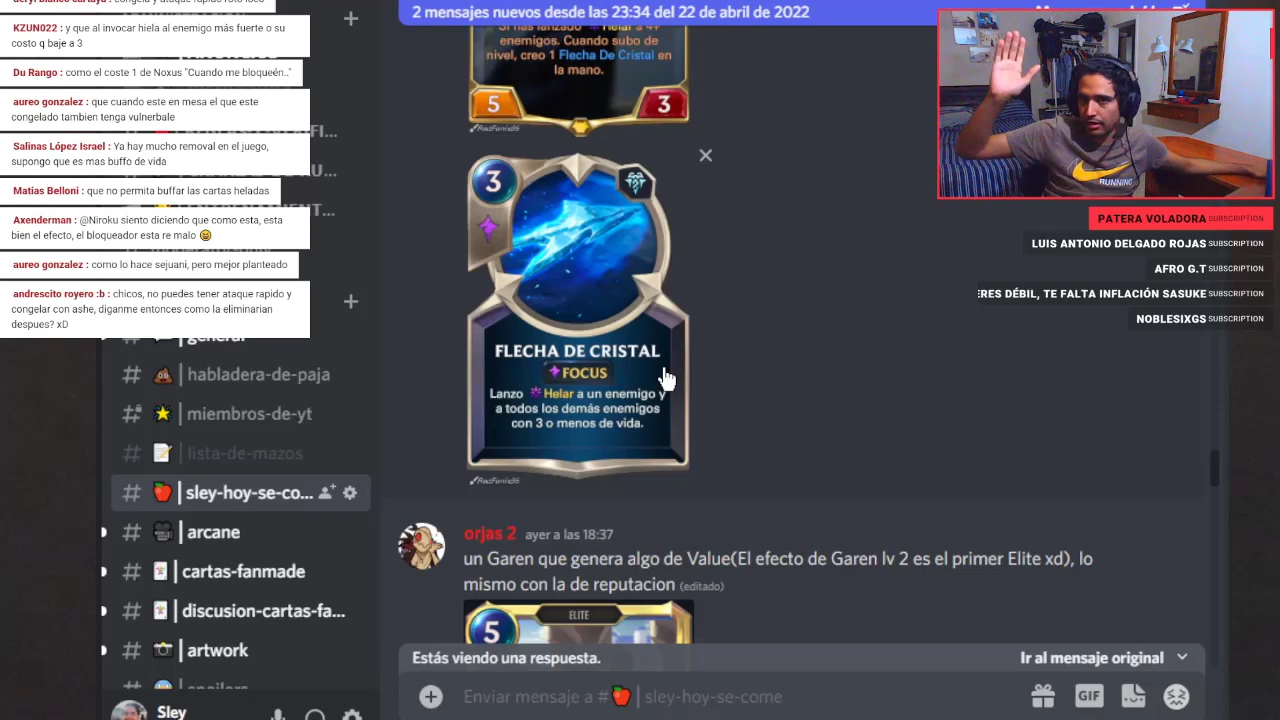 KZUN022 : y que al invocar hiela al enemigo más fuerte o su
costo q baje a 3
Du Rango : como el coste 1 de Noxus "Cuando me bloqueén.."
aureo gonzalez : que cuando este en mesa el que este
congelado tambien tenga vulnerbale
Salinas López Israel : Ya hay mucho removal en el juego,
supongo que es mas buffo de vida
Matias Belloni : que no permita buffar las cartas heladas
Axenderman : @Niroku siento diciendo que como esta, esta
bien el efecto, el bloqueador esta re malo 😄
aureo gonzalez : como lo hace sejuani, pero mejor planteado
andrescito royero :b : chicos, no puedes tener ataque rapido y
congelar con ashe, diganme entonces como la eliminarian
despues? xD
general
habladera-de-paja
miembros-de-yt
lista-de-mazos
sley-hoy-se-co...
arcane
cartas-fanmade
discusion-cartas-fa...
artwork
Sley
2 mensajes nuevos desde las 23:34 del 22 de abril de 2022
enemigos. Cuando subo de
nivel, creo 1 Flecha De Cristal en
la mano.
5
3
RedFenix06
3
FLECHA DE CRISTAL
FOCUS
Lanzo Helar a un enemigo y
a todos los demás enemigos
con 3 o menos de vida.
RedFenix06
orjas 2 ayer a las 18:37
un Garen que genera algo de Value(El efecto de Garen lv 2 es el primer Elite xd), lo
mismo con la de reputacion (editado)
ELITE
5
Estás viendo una respuesta.
Ir al mensaje original
Enviar mensaje a #🍎 | sley-hoy-se-come
GIF
RUNNING
PATERA VOLADORA SUBSCRIPTION
LUIS ANTONIO DELGADO ROJAS SUBSCRIPTION
AFRO G.T SUBSCRIPTION
ERES DÉBIL, TE FALTA INFLACIÓN SASUKE SUBSCRIPTION
NOBLESIXGS SUBSCRIPTION